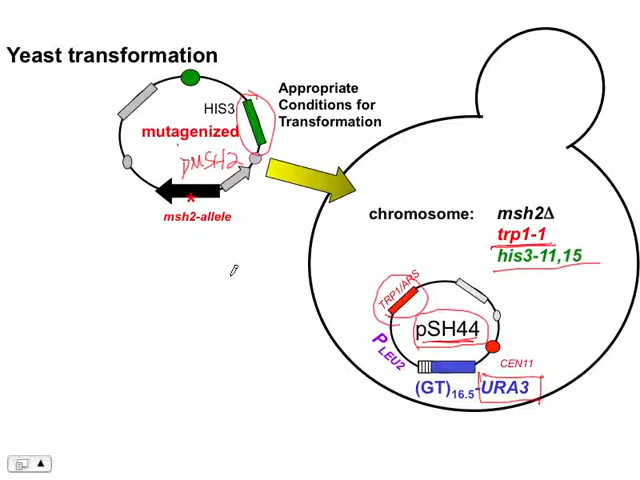 Yeast transformation
HIS3
mutagenized
pMSH2
msh2-allele
Appropriate
Conditions for
Transformation
chromosome: msh2Δ
trp1-1
his3-11,15
TRP1/ARS
pSH44
PLEU2
CEN11
(GT)16.5-URA3